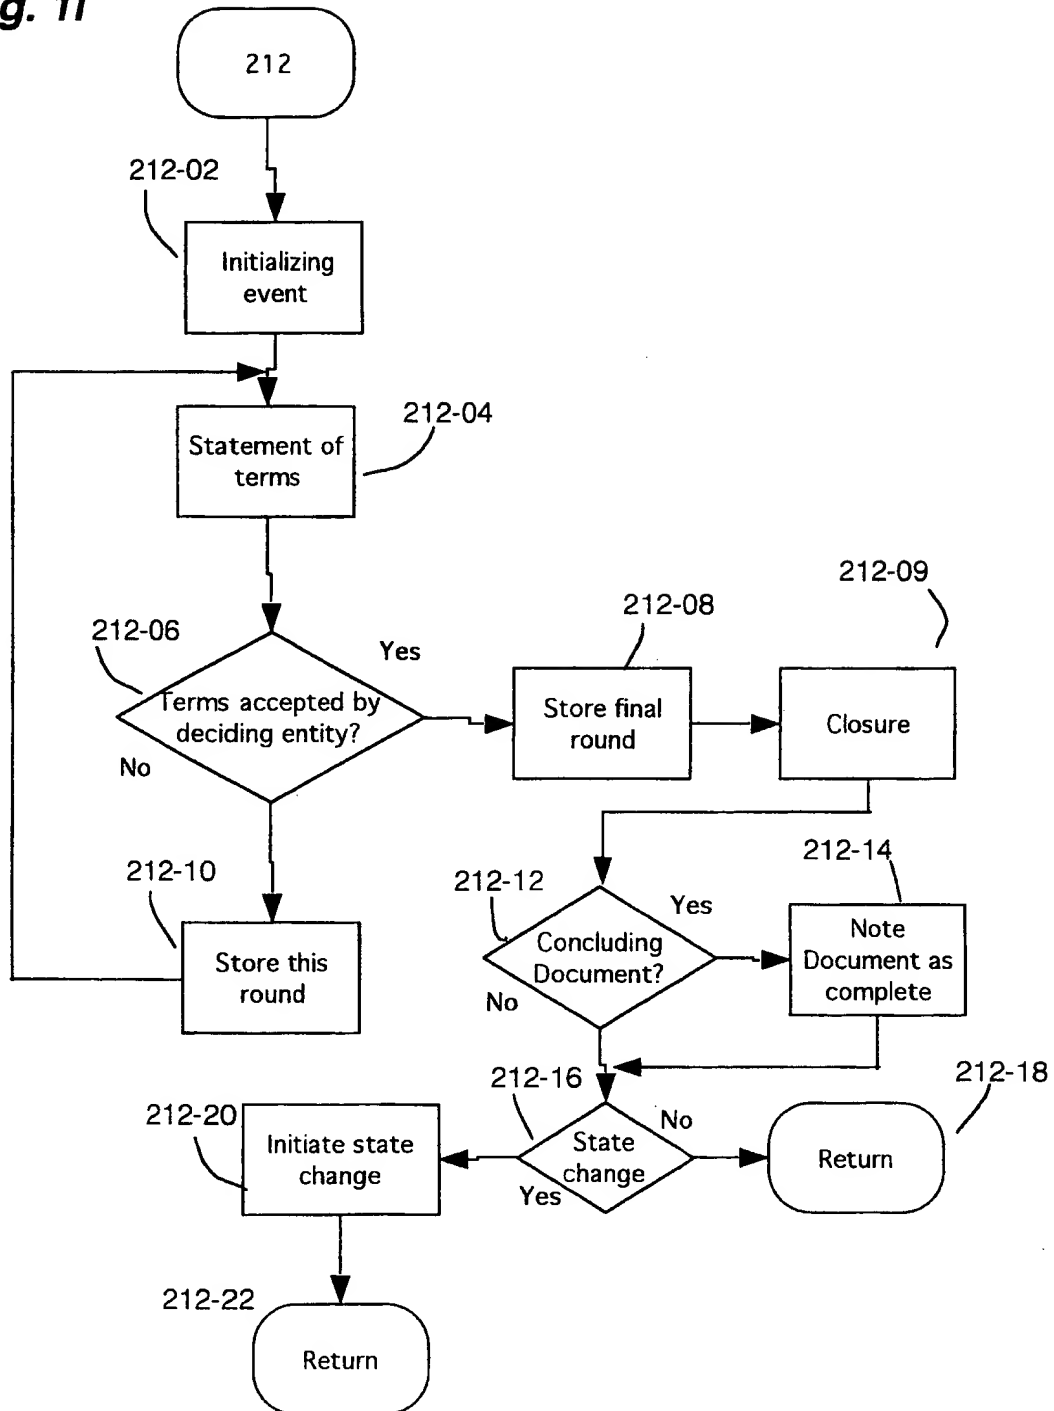 g. 11
212
212-02
Initializing
event
212-04
Statement of
terms
212-06
Terms accepted by
deciding entity?
Yes
No
212-08
Store final
round
212-09
Closure
212-10
Store this
round
212-12
Concluding
Document?
Yes
No
212-14
Note
Document as
complete
212-16
State
change
No
Yes
212-18
Return
212-20
Initiate state
change
212-22
Return